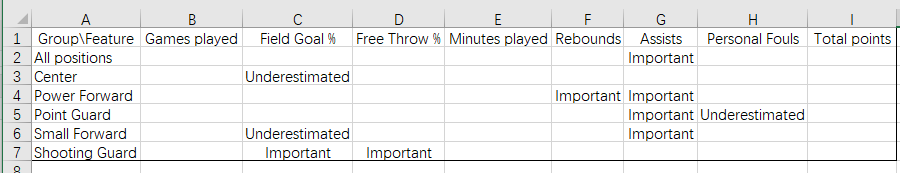 A B C D E F G H I
1 Group\Feature Games played Field Goal % Free Throw % Minutes played Rebounds Assists Personal Fouls Total points
2 All positions Important
3 Center Underestimated
4 Power Forward Important Important
5 Point Guard Important Underestimated
6 Small Forward Underestimated Important
7 Shooting Guard Important Important
8